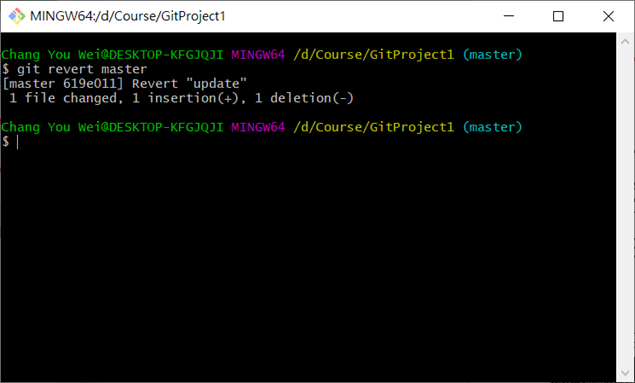 MINGW64:/d/Course/GitProject1
Chang You Wei@DESKTOP-KFGJQJI MINGW64 /d/Course/GitProject1 (master)
$ git revert master
[master 619e011] Revert "update"
 1 file changed, 1 insertion(+), 1 deletion(-)
Chang You Wei@DESKTOP-KFGJQJI MINGW64 /d/Course/GitProject1 (master)
$